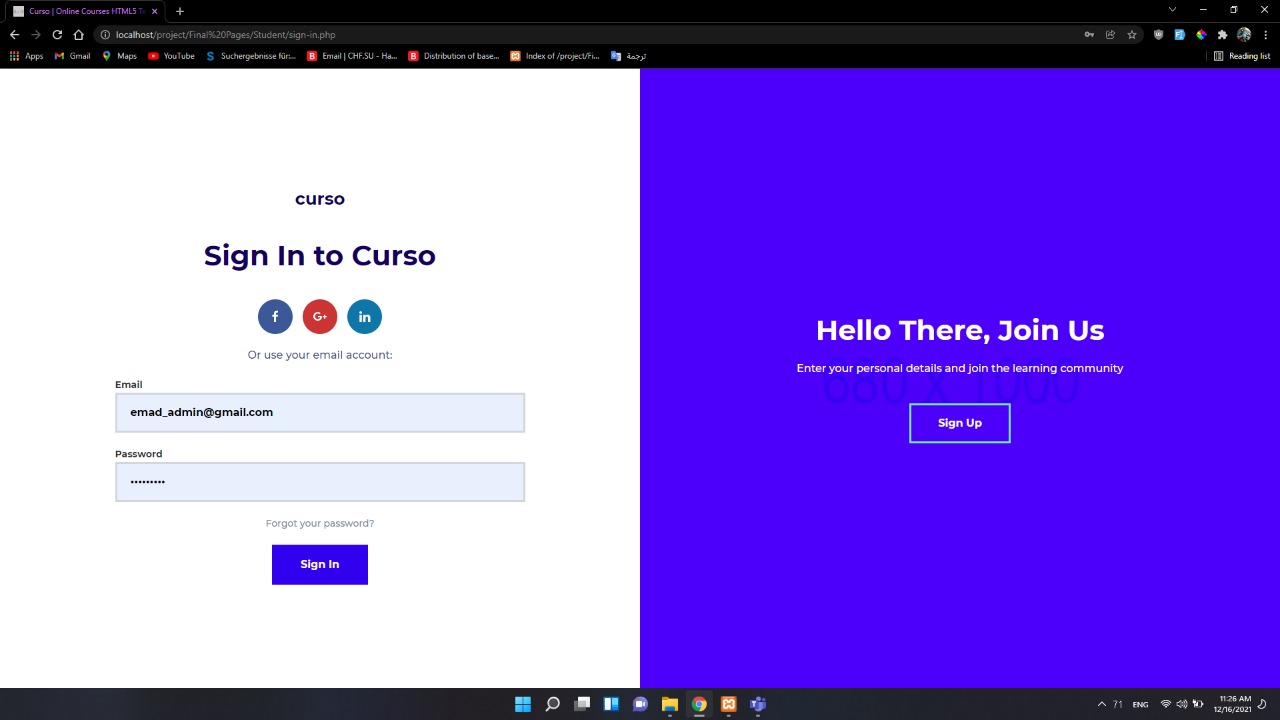 Curso | Online Courses HTML5 Te
localhost/project/Final%20Pages/Student/sign-in.php
Apps
Gmail
Maps
YouTube
Suchergebnisse für:...
Email | CHF.SU - Ha...
Distribution of base...
Index of /project/Fi...
ترجمة
Reading list
curso
Sign In to Curso
f
G+
in
Or use your email account:
Email
emad_admin@gmail.com
Password
Forgot your password?
Sign In
Hello There, Join Us
Enter your personal details and join the learning community
680 x 1000
Sign Up
ENG
11:26 AM
12/16/2021